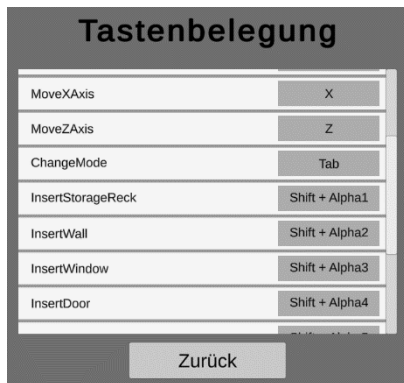 Tastenbelegung
MoveXAxis X
MoveZAxis Z
ChangeMode Tab
InsertStorageReck Shift + Alpha1
InsertWall Shift + Alpha2
InsertWindow Shift + Alpha3
InsertDoor Shift + Alpha4
Zurück